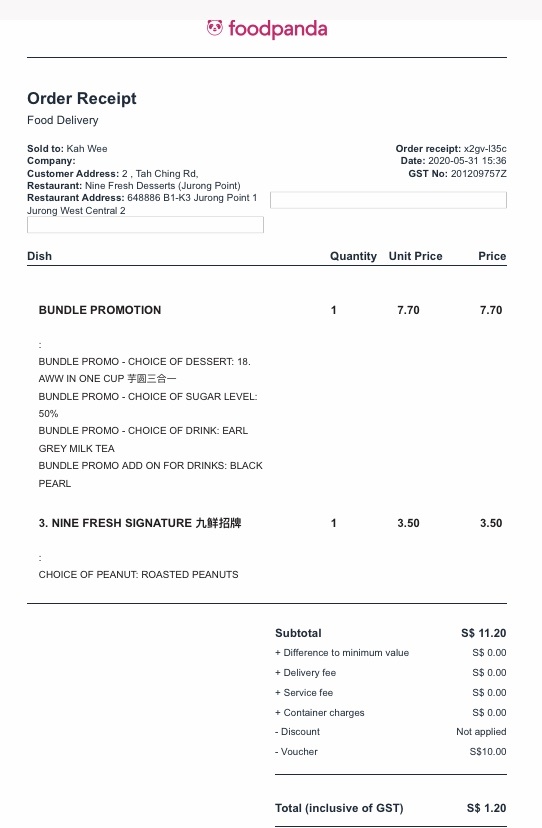 foodpanda
Order Receipt
Food Delivery
Sold to: Kah Wee
Company:
Customer Address: 2 , Tah Ching Rd,
Restaurant: Nine Fresh Desserts (Jurong Point)
Restaurant Address: 648886 B1-K3 Jurong Point 1
Jurong West Central 2
Order receipt: x2gv-l35c
Date: 2020-05-31 15:36
GST No: 201209757Z
Dish Quantity Unit Price Price
BUNDLE PROMOTION 1 7.70 7.70
:
BUNDLE PROMO - CHOICE OF DESSERT: 18.
AWW IN ONE CUP 芋圆三合一
BUNDLE PROMO - CHOICE OF SUGAR LEVEL:
50%
BUNDLE PROMO - CHOICE OF DRINK: EARL
GREY MILK TEA
BUNDLE PROMO ADD ON FOR DRINKS: BLACK
PEARL
3. NINE FRESH SIGNATURE 九鲜招牌 1 3.50 3.50
:
CHOICE OF PEANUT: ROASTED PEANUTS
Subtotal S$ 11.20
+ Difference to minimum value S$ 0.00
+ Delivery fee S$ 0.00
+ Service fee S$ 0.00
+ Container charges S$ 0.00
- Discount Not applied
- Voucher S$10.00
Total (inclusive of GST) S$ 1.20